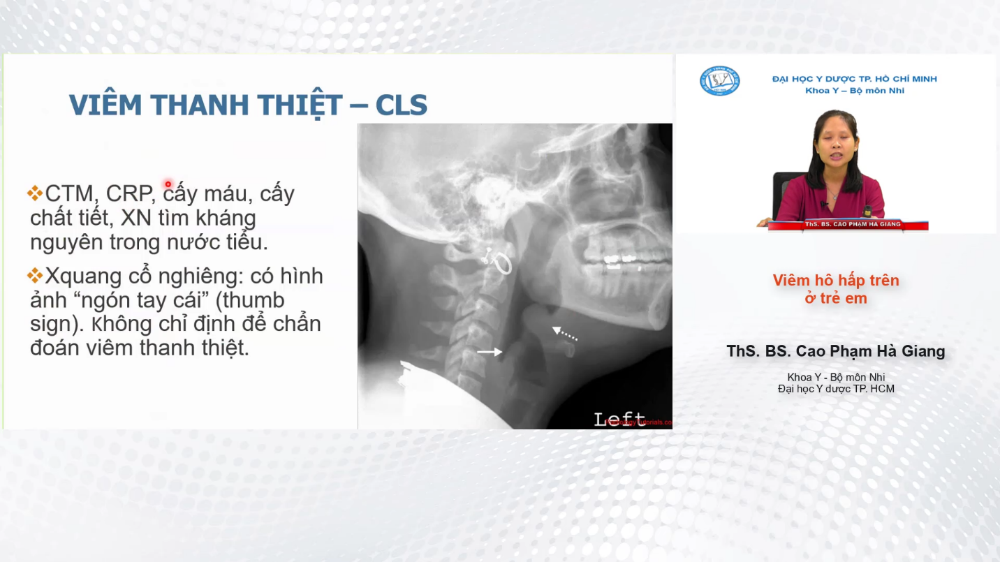 VIÊM THANH THIỆT – CLS
❖CTM, CRP, cấy máu, cấy
chất tiết, XN tìm kháng
nguyên trong nước tiểu.
❖Xquang cổ nghiêng: có hình
ảnh “ngón tay cái” (thumb
sign). Không chỉ định để chẩn
đoán viêm thanh thiệt.
Left
ĐẠI HỌC Y DƯỢC TP. HỒ CHÍ MINH
Khoa Y – Bộ môn Nhi
ThS. BS. CAO PHẠM HÀ GIANG
Viêm hô hấp trên
ở trẻ em
ThS. BS. Cao Phạm Hà Giang
Khoa Y - Bộ môn Nhi
Đại học Y dược TP. HCM